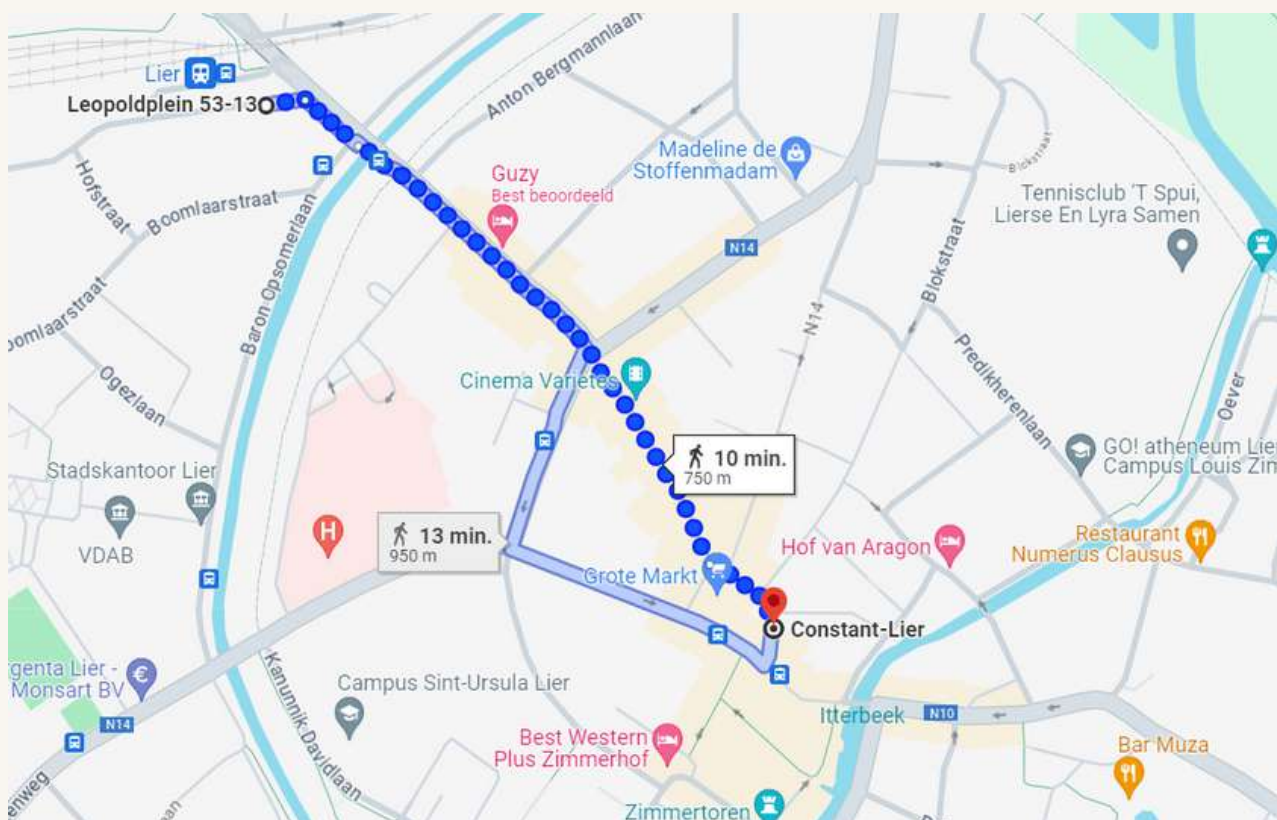 Lier
Leopoldplein 53-13
Anton Bergmannlaan
Hofstraat
Boomlaarstraat
Guzy
Best beoordeeld
Madeline de
Stoffenmadam
Blokstraat
Tennisclub 'T Spui,
Lierse En Lyra Samen
N14
Baron Opsomerlaan
oomlaarstraat
Ogezlaan
Blokstraat
N14
Predikherenlaan
Oever
Cinema Varietes
10 min.
750 m
GO! atheneum Lier
Campus Louis Zim
Stadskantoor Lier
VDAB
H
13 min.
950 m
Grote Markt
Hof van Aragon
Restaurant
Numerus Clausus
Constant-Lier
rgenta Lier -
Monsart BV
N14
Kanunnik Davidlaan
Campus Sint-Ursula Lier
Itterbeek
N10
Best Western
Plus Zimmerhof
Bar Muza
enweg
Zimmertoren